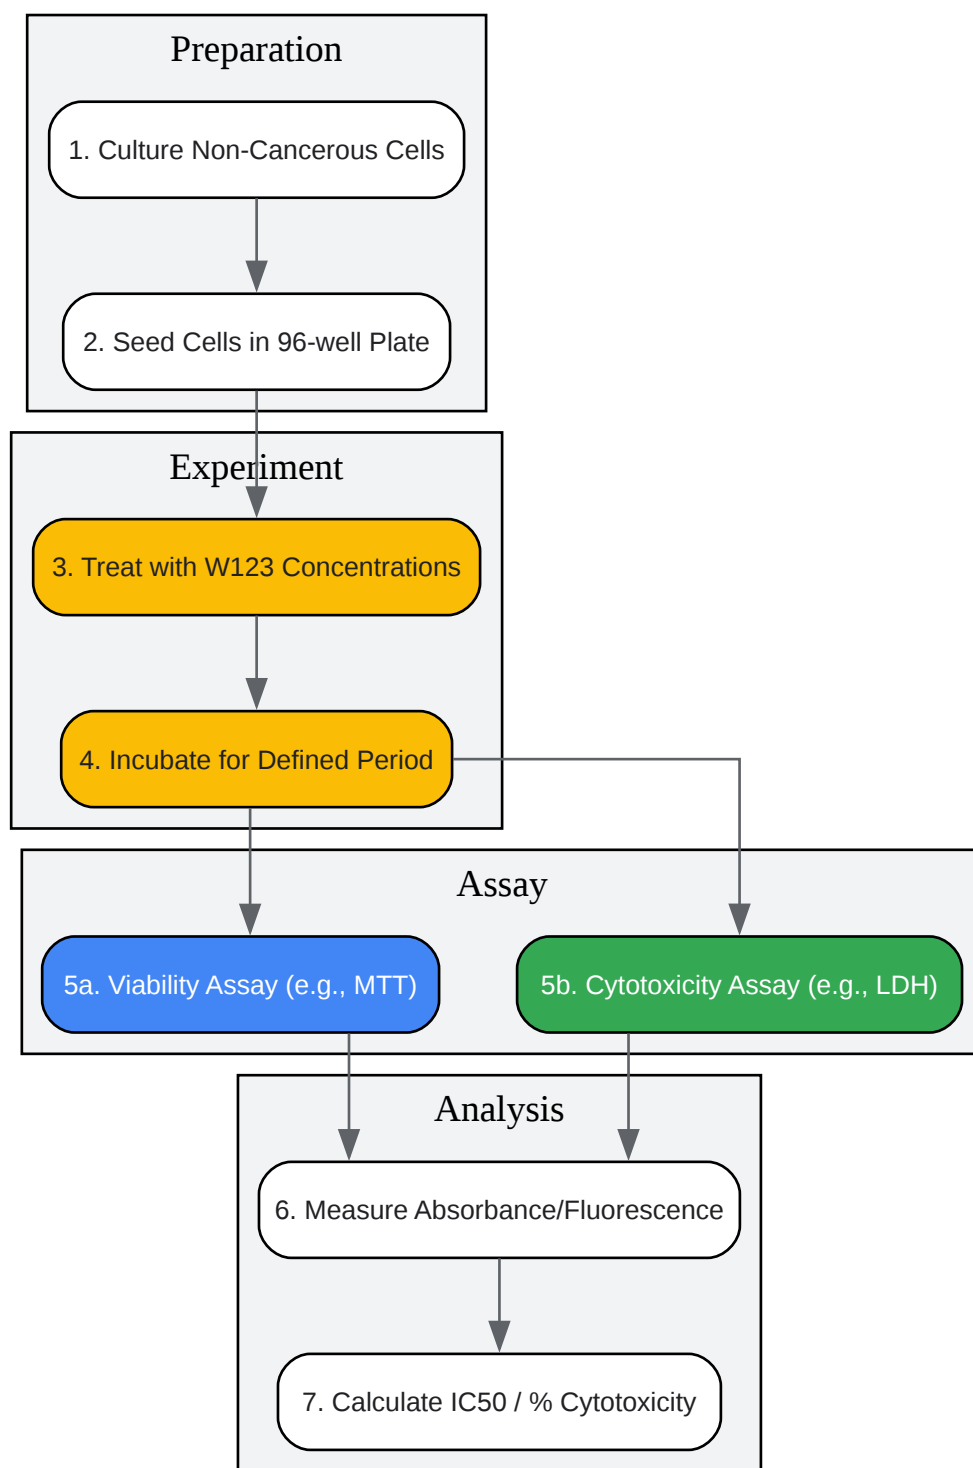 Preparation
1. Culture Non-Cancerous Cells
2. Seed Cells in 96-well Plate
Experiment
3. Treat with W123 Concentrations
4. Incubate for Defined Period
Assay
5a. Viability Assay (e.g., MTT)
5b. Cytotoxicity Assay (e.g., LDH)
Analysis
6. Measure Absorbance/Fluorescence
7. Calculate IC50 / % Cytotoxicity